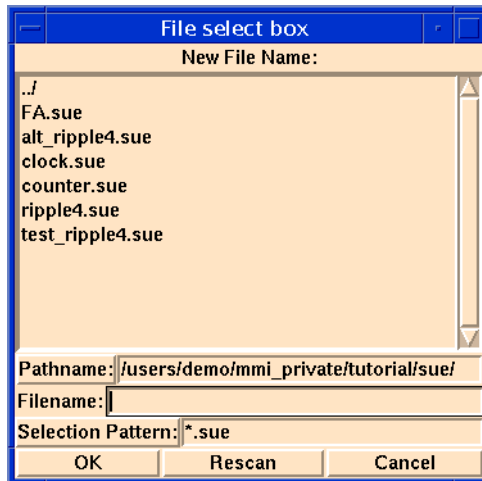 File select box
New File Name:
../
FA.sue
alt_ripple4.sue
clock.sue
counter.sue
ripple4.sue
test_ripple4.sue
Pathname: /users/demo/mmi_private/tutorial/sue/
Filename:
Selection Pattern: *.sue
OK Rescan Cancel